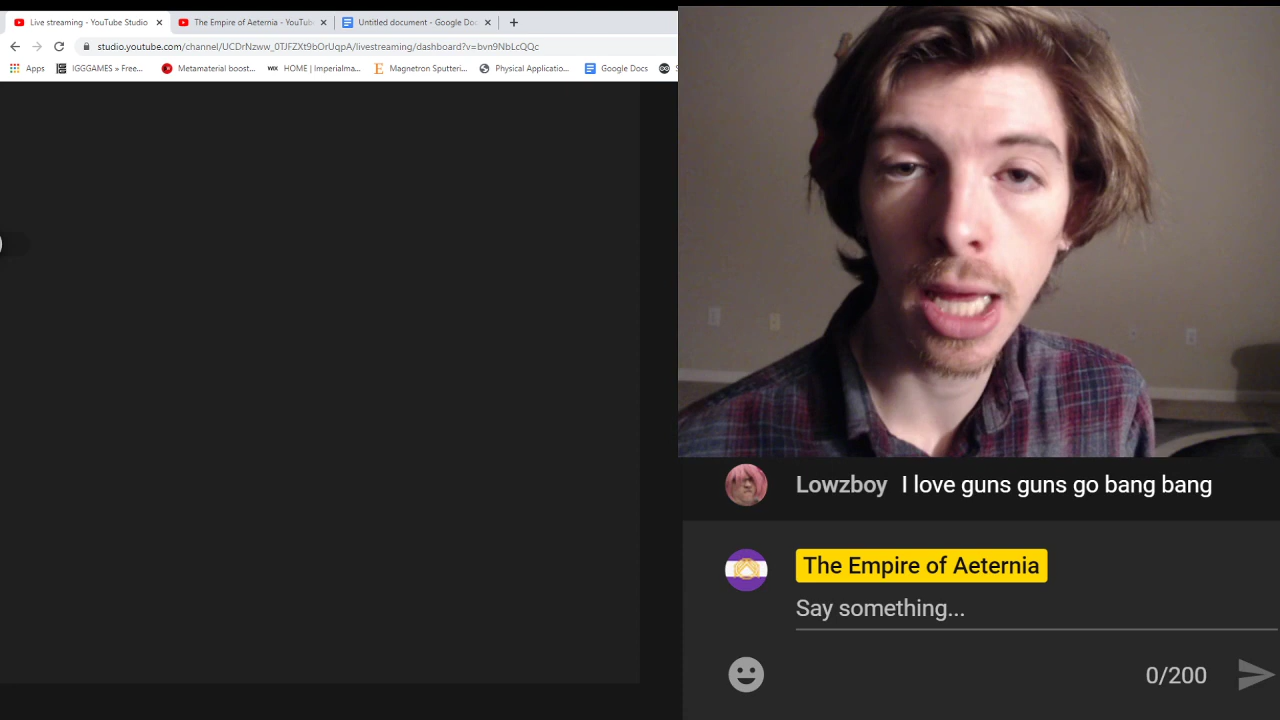 Live streaming - YouTube Studio
The Empire of Aeternia - YouTub
Untitled document - Google Doc
studio.youtube.com/channel/UCDrNzww_0TJFZXt9bOrUqpA/livestreaming/dashboard?v=bvn9NbLcQQc
Apps
IGGGAMES » Free...
Metamaterial boost...
WIX HOME | Imperialma...
E Magnetron Sputteri...
Physical Applicatio...
Google Docs
Lowzboy I love guns guns go bang bang
The Empire of Aeternia
Say something...
0/200